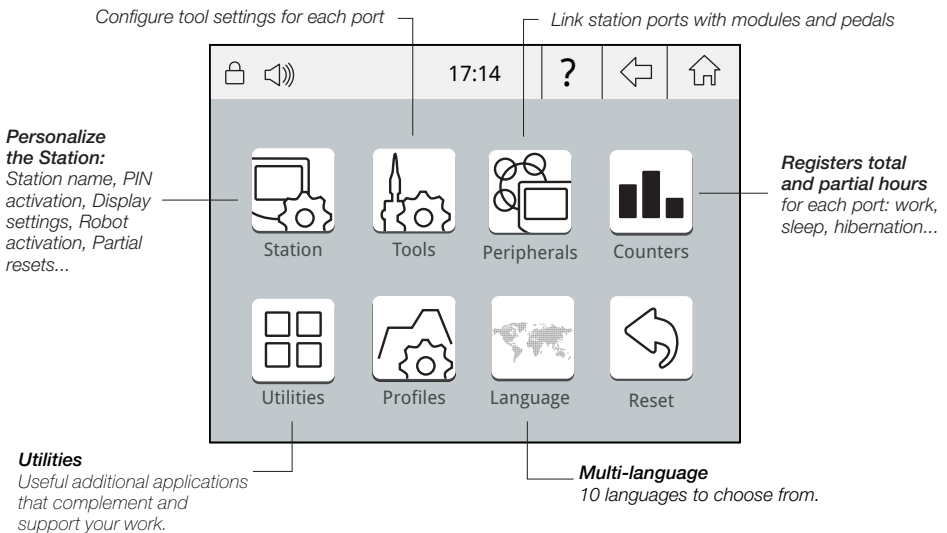 Configure tool settings for each port
Link station ports with modules and pedals
17:14
?
Personalize
the Station:
Station name, PIN
activation, Display
settings, Robot
activation, Partial
resets...
Registers total
and partial hours
for each port: work,
sleep, hibernation...
Station
Tools
Peripherals
Counters
Utilities
Profiles
Language
Reset
Utilities
Useful additional applications
that complement and
support your work.
Multi-language
10 languages to choose from.